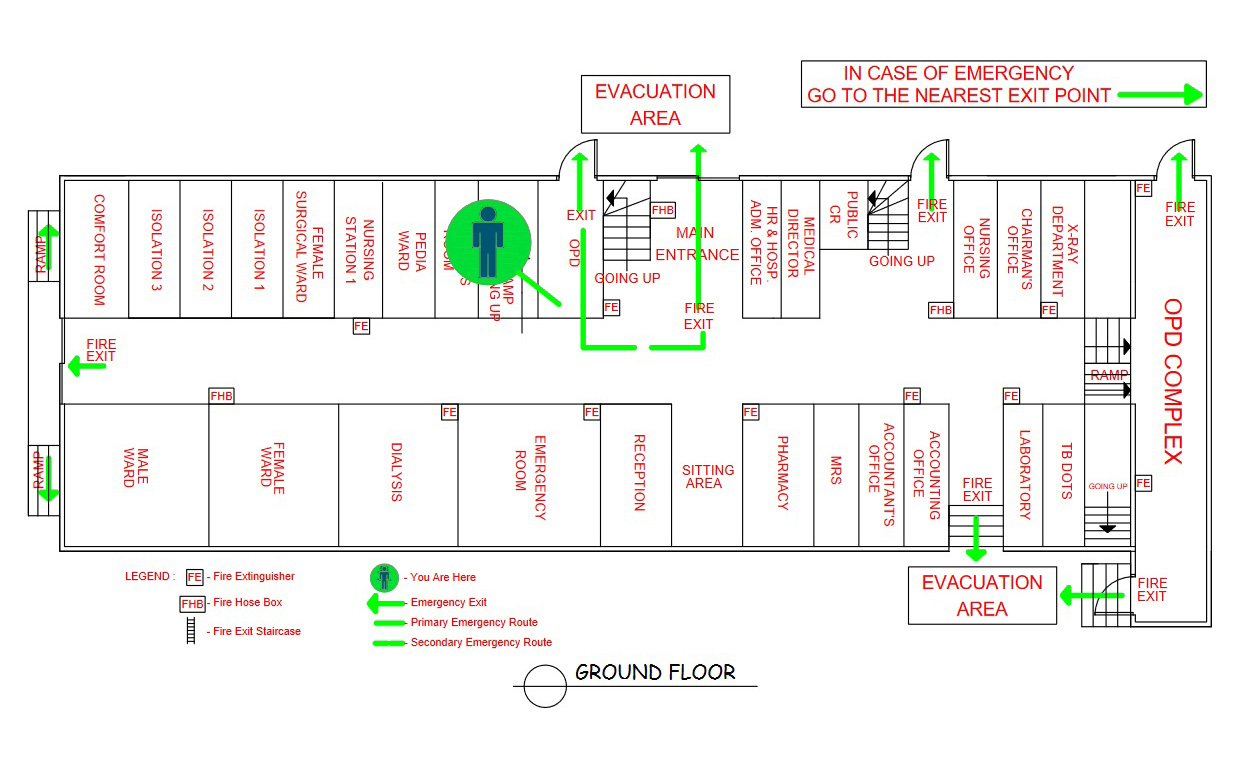 IN CASE OF EMERGENCY
GO TO THE NEAREST EXIT POINT
EVACUATION
AREA
COMFORT ROOM
ISOLATION 3
ISOLATION 2
ISOLATION 1
FEMALE
SURGICAL WARD
NURSING
STATION 1
PEDIA
WARD
EXIT
OPD
GOING UP
FHB
MAIN
ENTRANCE
FE
FIRE
EXIT
HR & HOSP.
ADM. OFFICE
MEDICAL
DIRECTOR
PUBLIC
CR
GOING UP
FIRE
EXIT
FHB
NURSING
OFFICE
CHAIRMAN'S
OFFICE
X-RAY
DEPARTMENT
FE
FE
FIRE
EXIT
RAMP
FE
FIRE
EXIT
RAMP
OPD COMPLEX
FHB
FE
FE
FE
FE
FE
RAMP
MALE
WARD
FEMALE
WARD
DIALYSIS
EMERGENCY
ROOM
RECEPTION
SITTING
AREA
PHARMACY
MRS
ACCOUNTANT'S
OFFICE
ACCOUNTING
OFFICE
FIRE
EXIT
LABORATORY
TB DOTS
GOING UP
FE
EVACUATION
AREA
FIRE
EXIT
LEGEND :
FE - Fire Extinguisher
FHB - Fire Hose Box
- Fire Exit Staircase
- You Are Here
- Emergency Exit
- Primary Emergency Route
- Secondary Emergency Route
GROUND FLOOR